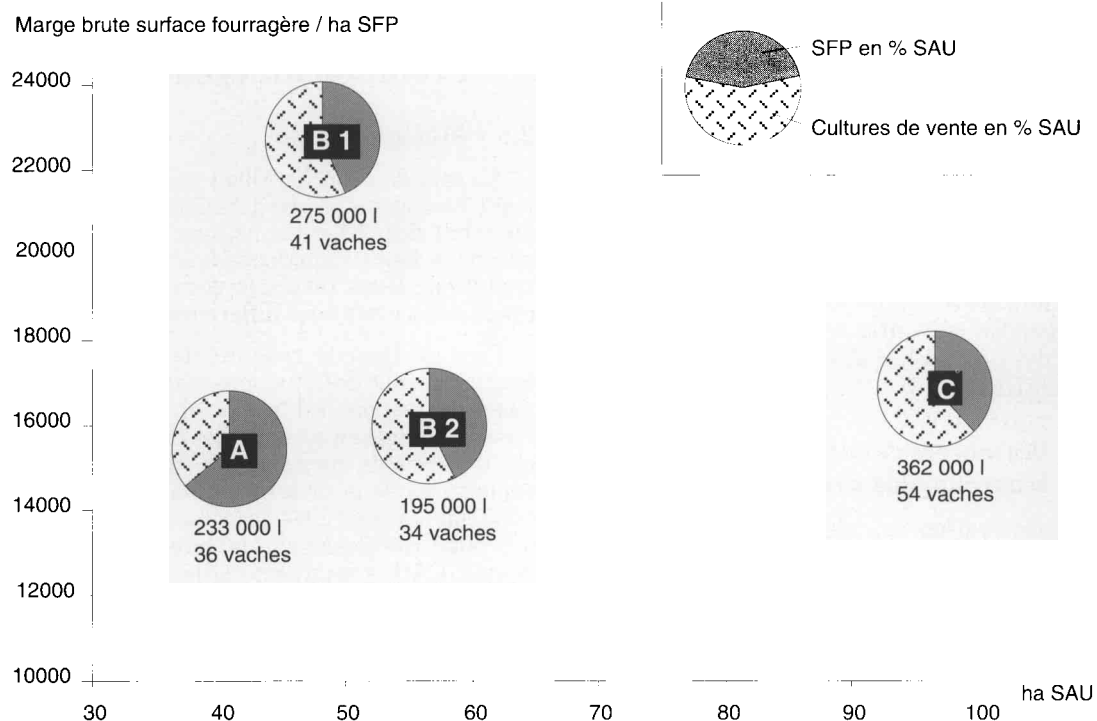 Marge brute surface fourragère / ha SFP
SFP en % SAU
Cultures de vente en % SAU
24000
22000
20000
18000
16000
14000
12000
10000
B 1
275 000 l
41 vaches
A
233 000 l
36 vaches
B 2
195 000 l
34 vaches
C
362 000 l
54 vaches
30
40
50
60
70
80
90
100
ha SAU